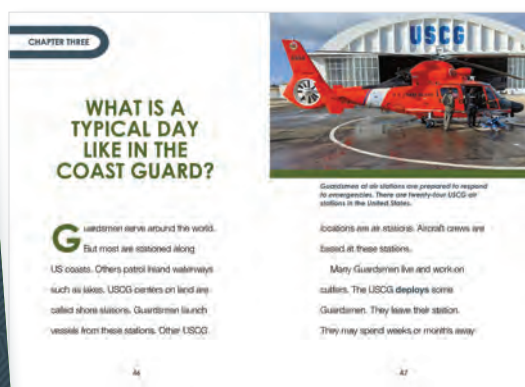 CHAPTER THREE
WHAT IS A
TYPICAL DAY
LIKE IN THE
COAST GUARD?
Guardsmen serve around the world.
But most are stationed along
US coasts. Others patrol inland waterways
such as lakes. USCG centers on land are
called shore stations. Guardsmen launch
vessels from these stations. Other USCG
46
USCG
Guardsmen at air stations are prepared to respond
to emergencies. There are twenty-four USCG air
stations in the United States.
locations are air stations. Aircraft crews are
based at these stations.
Many Guardsmen live and work on
cutters. The USCG deploys some
Guardsmen. They leave their station.
They may spend weeks or months away
47